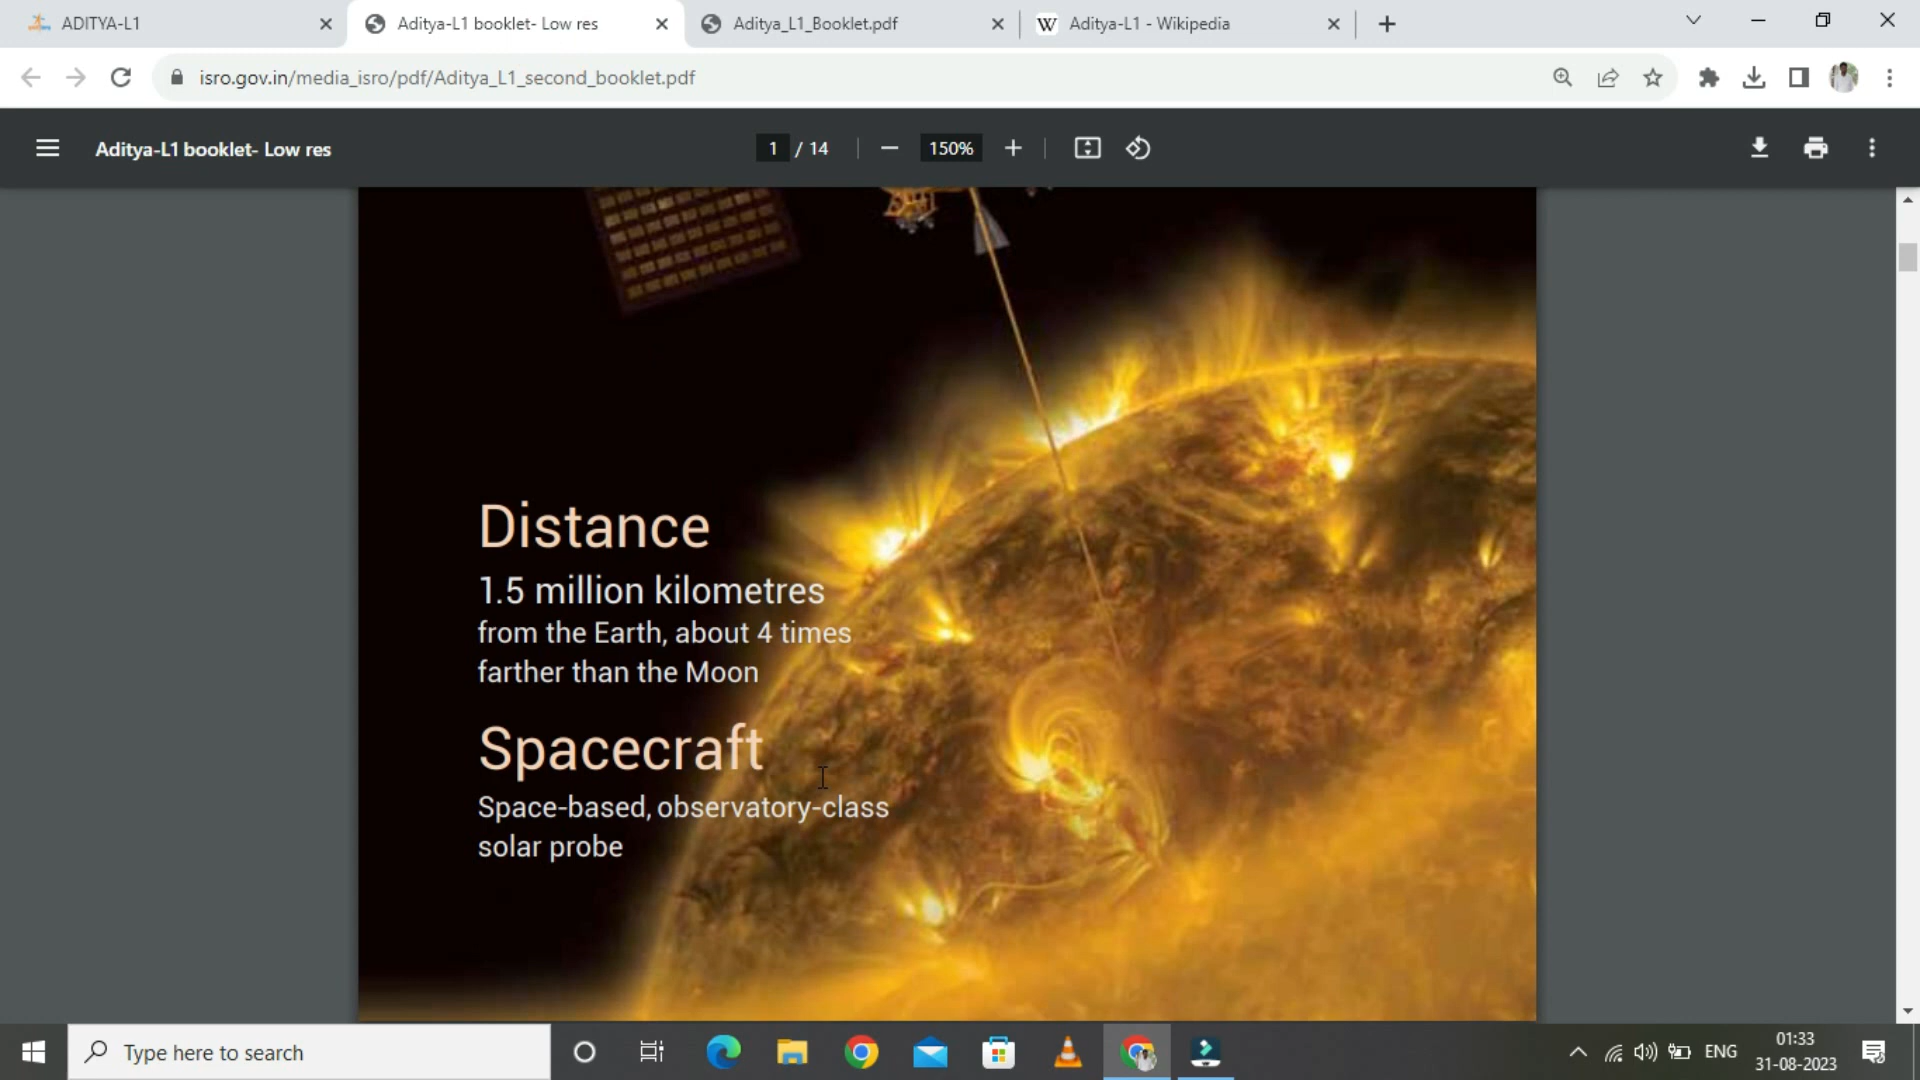 ADITYA-L1
Aditya-L1 booklet- Low res
Aditya_L1_Booklet.pdf
W Aditya-L1 - Wikipedia
isro.gov.in/media_isro/pdf/Aditya_L1_second_booklet.pdf
Aditya-L1 booklet- Low res
1 / 14
150%
Distance
1.5 million kilometres
from the Earth, about 4 times
farther than the Moon
Spacecraft
Space-based, observatory-class
solar probe
Type here to search
ENG
01:33
31-08-2023